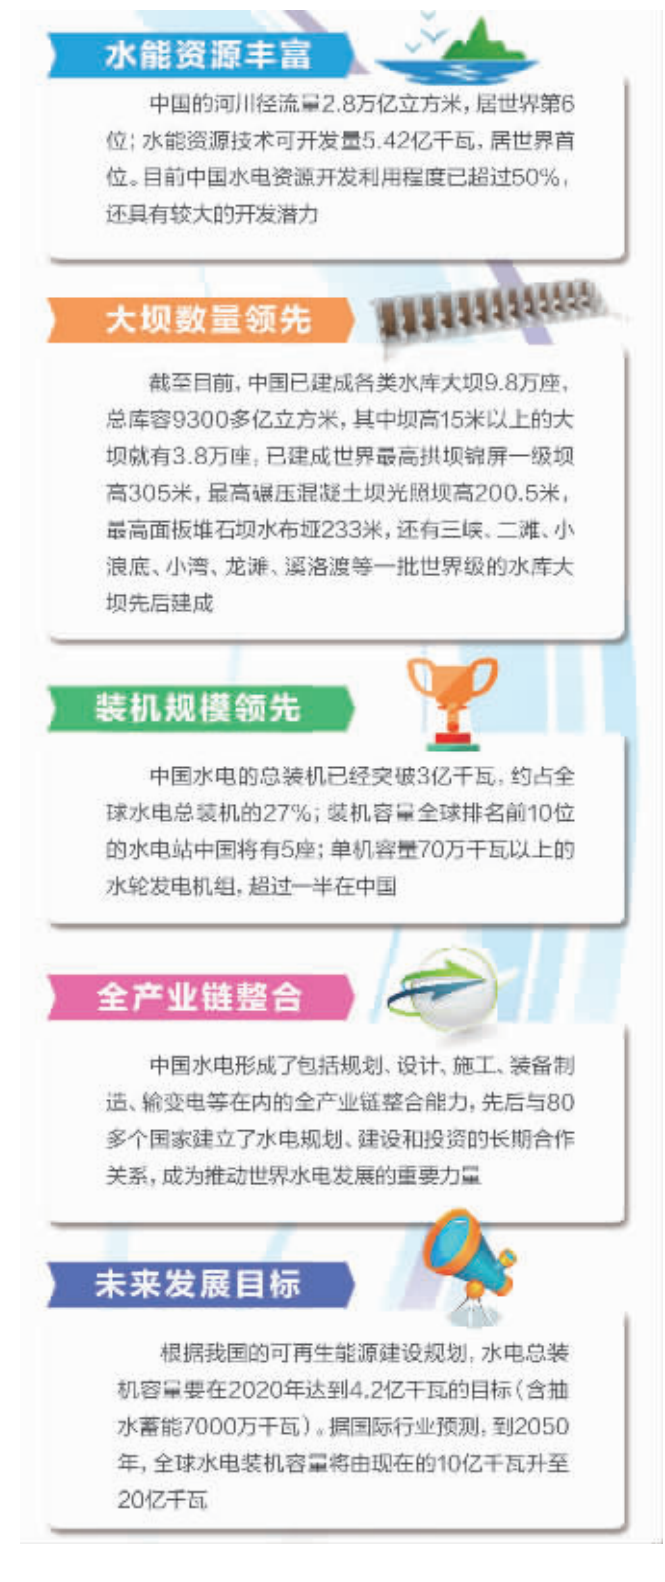 水能资源丰富
中国的河川径流量2.8万亿立方米，居世界第6
位；水能资源技术可开发量5.42亿千瓦，居世界首
位。目前中国水电资源开发利用程度已超过50%，
还具有较大的开发潜力
大坝数量领先
截至目前，中国已建成各类水库大坝9.8万座，
总库容9300多亿立方米，其中坝高15米以上的大
坝就有3.8万座，已建成世界最高拱坝锦屏一级坝
高305米，最高碾压混凝土坝光照坝高200.5米，
最高面板堆石坝水布垭233米，还有三峡、二滩、小
浪底、小湾、龙滩、溪洛渡等一批世界级的水库大
坝先后建成
装机规模领先
中国水电的总装机已经突破3亿千瓦，约占全
球水电总装机的27%；装机容量全球排名前10位
的水电站中国将有5座；单机容量70万千瓦以上的
水轮发电机组，超过一半在中国
全产业链整合
中国水电形成了包括规划、设计、施工、装备制
造、输变电等在内的全产业链整合能力，先后与80
多个国家建立了水电规划、建设和投资的长期合作
关系，成为推动世界水电发展的重要力量
未来发展目标
根据我国的可再生能源建设规划，水电总装
机容量要在2020年达到4.2亿千瓦的目标（含抽
水蓄能7000万千瓦）。据国际行业预测，到2050
年，全球水电装机容量将由现在的10亿千瓦升至
20亿千瓦